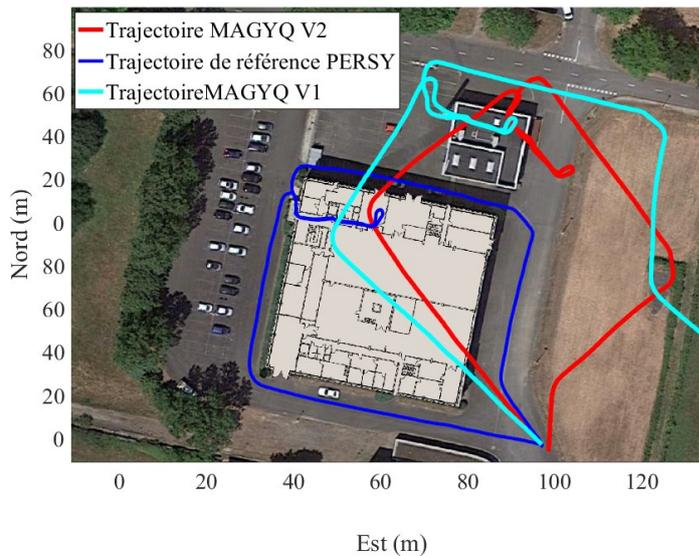 Trajectoire MAGYQ V2
Trajectoire de référence PERSY
TrajectoireMAGYQ V1
80
60
40
20
0
80
60
40
20
0
Nord (m)
0 20 40 60 80 100 120
Est (m)